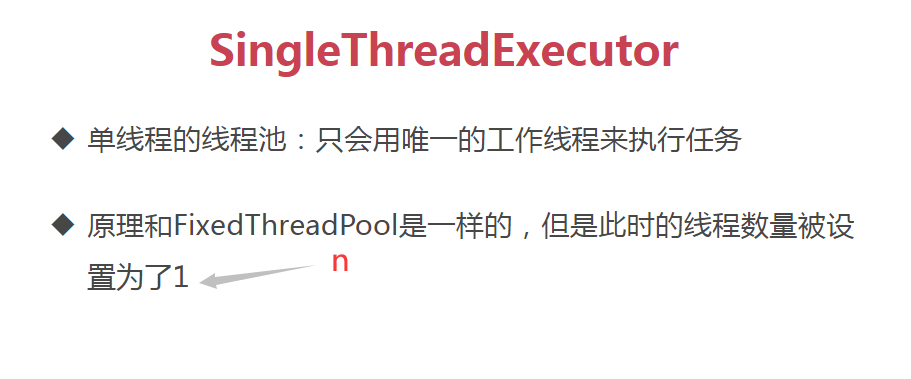 SingleThreadExecutor
◆ 单线程的线程池：只会用唯一的工作线程来执行任务
◆ 原理和FixedThreadPool是一样的，但是此时的线程数量被设
置为了1
n